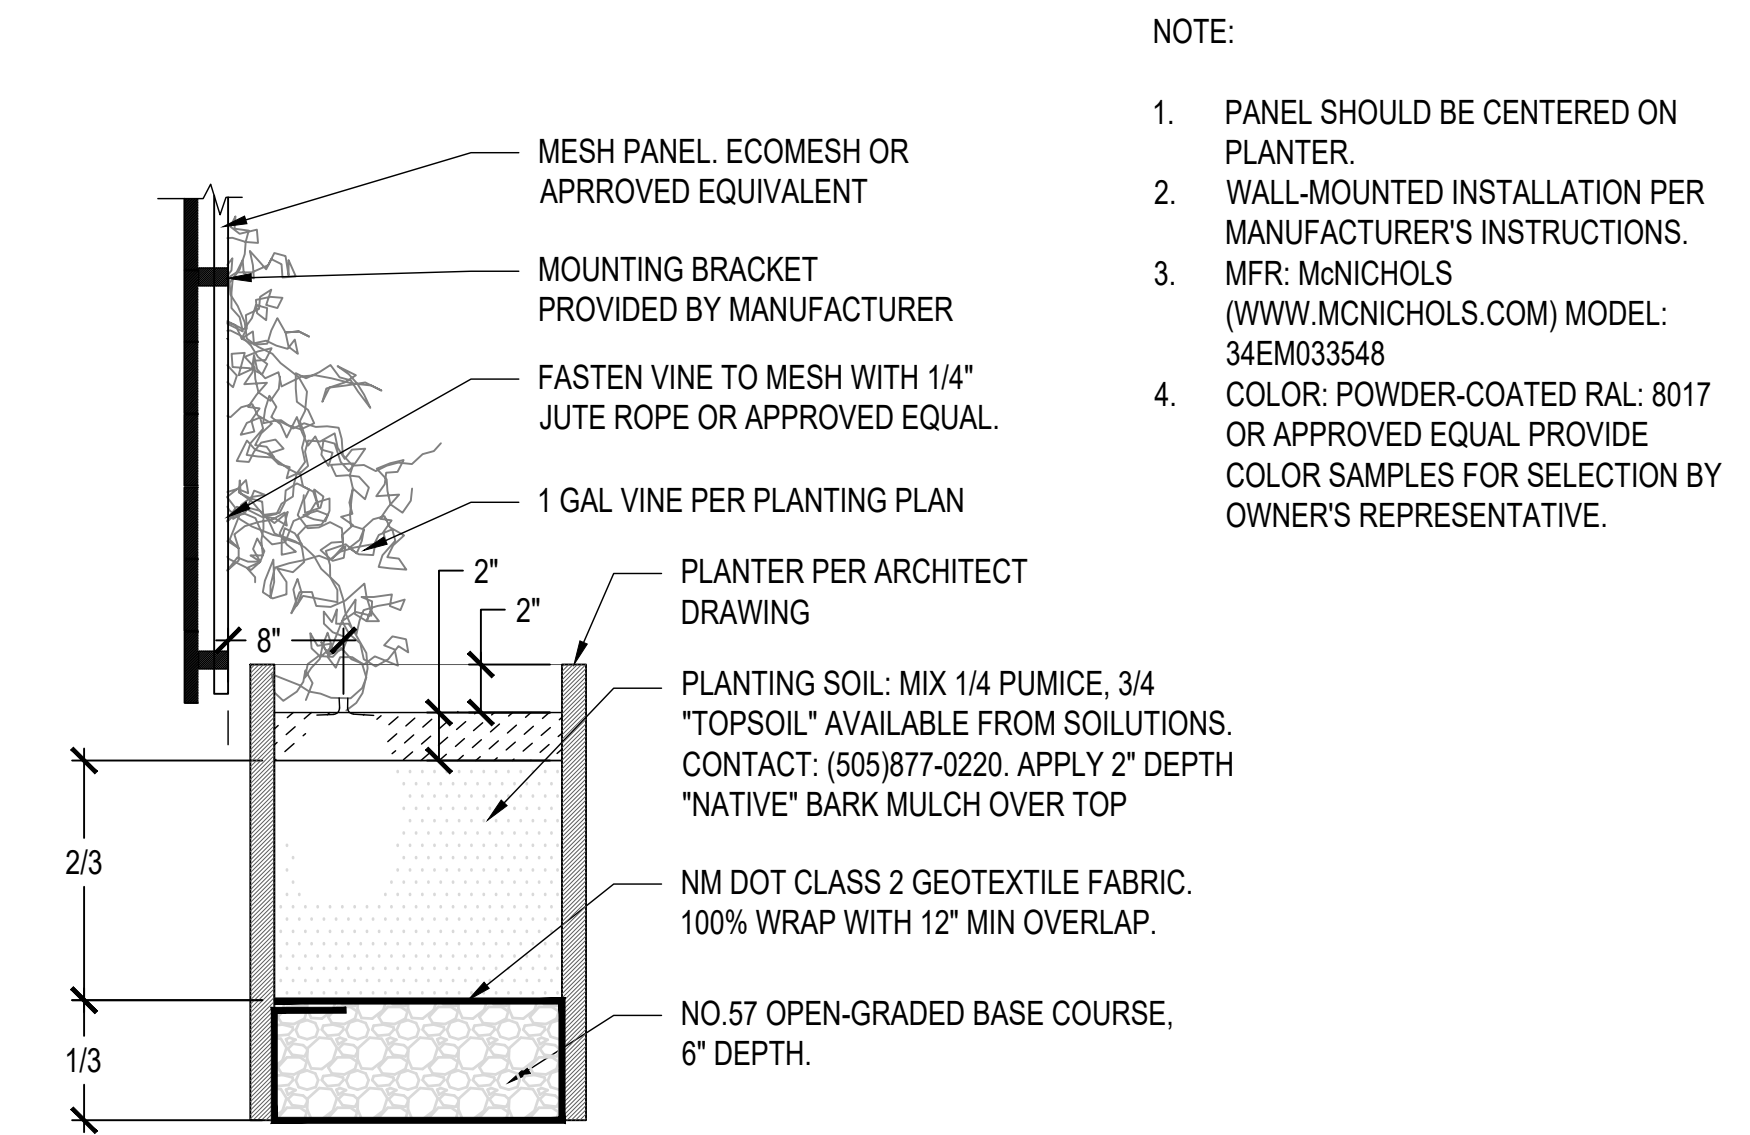 NOTE:
1. PANEL SHOULD BE CENTERED ON
PLANTER.
2. WALL-MOUNTED INSTALLATION PER
MANUFACTURER'S INSTRUCTIONS.
3. MFR: McNICHOLS
(WWW.MCNICHOLS.COM) MODEL:
34EM033548
4. COLOR: POWDER-COATED RAL: 8017
OR APPROVED EQUAL PROVIDE
COLOR SAMPLES FOR SELECTION BY
OWNER'S REPRESENTATIVE.
MESH PANEL. ECOMESH OR
APRROVED EQUIVALENT
MOUNTING BRACKET
PROVIDED BY MANUFACTURER
FASTEN VINE TO MESH WITH 1/4"
JUTE ROPE OR APPROVED EQUAL.
1 GAL VINE PER PLANTING PLAN
2"
2"
8"
PLANTER PER ARCHITECT
DRAWING
PLANTING SOIL: MIX 1/4 PUMICE, 3/4
"TOPSOIL" AVAILABLE FROM SOILUTIONS.
CONTACT: (505)877-0220. APPLY 2" DEPTH
"NATIVE" BARK MULCH OVER TOP
2/3
NM DOT CLASS 2 GEOTEXTILE FABRIC.
100% WRAP WITH 12" MIN OVERLAP.
1/3
NO.57 OPEN-GRADED BASE COURSE,
6" DEPTH.